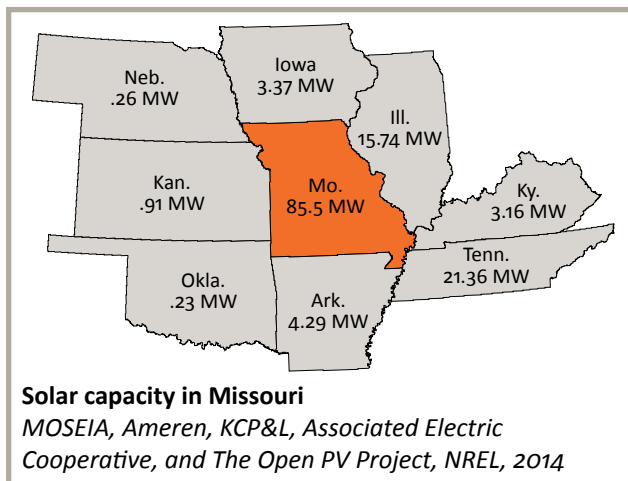 Neb.
.26 MW
Iowa
3.37 MW
Ill.
15.74 MW
Kan.
.91 MW
Mo.
85.5 MW
Ky.
3.16 MW
Tenn.
21.36 MW
Okla.
.23 MW
Ark.
4.29 MW
Solar capacity in Missouri
MOSEIA, Ameren, KCP&L, Associated Electric
Cooperative, and The Open PV Project, NREL, 2014